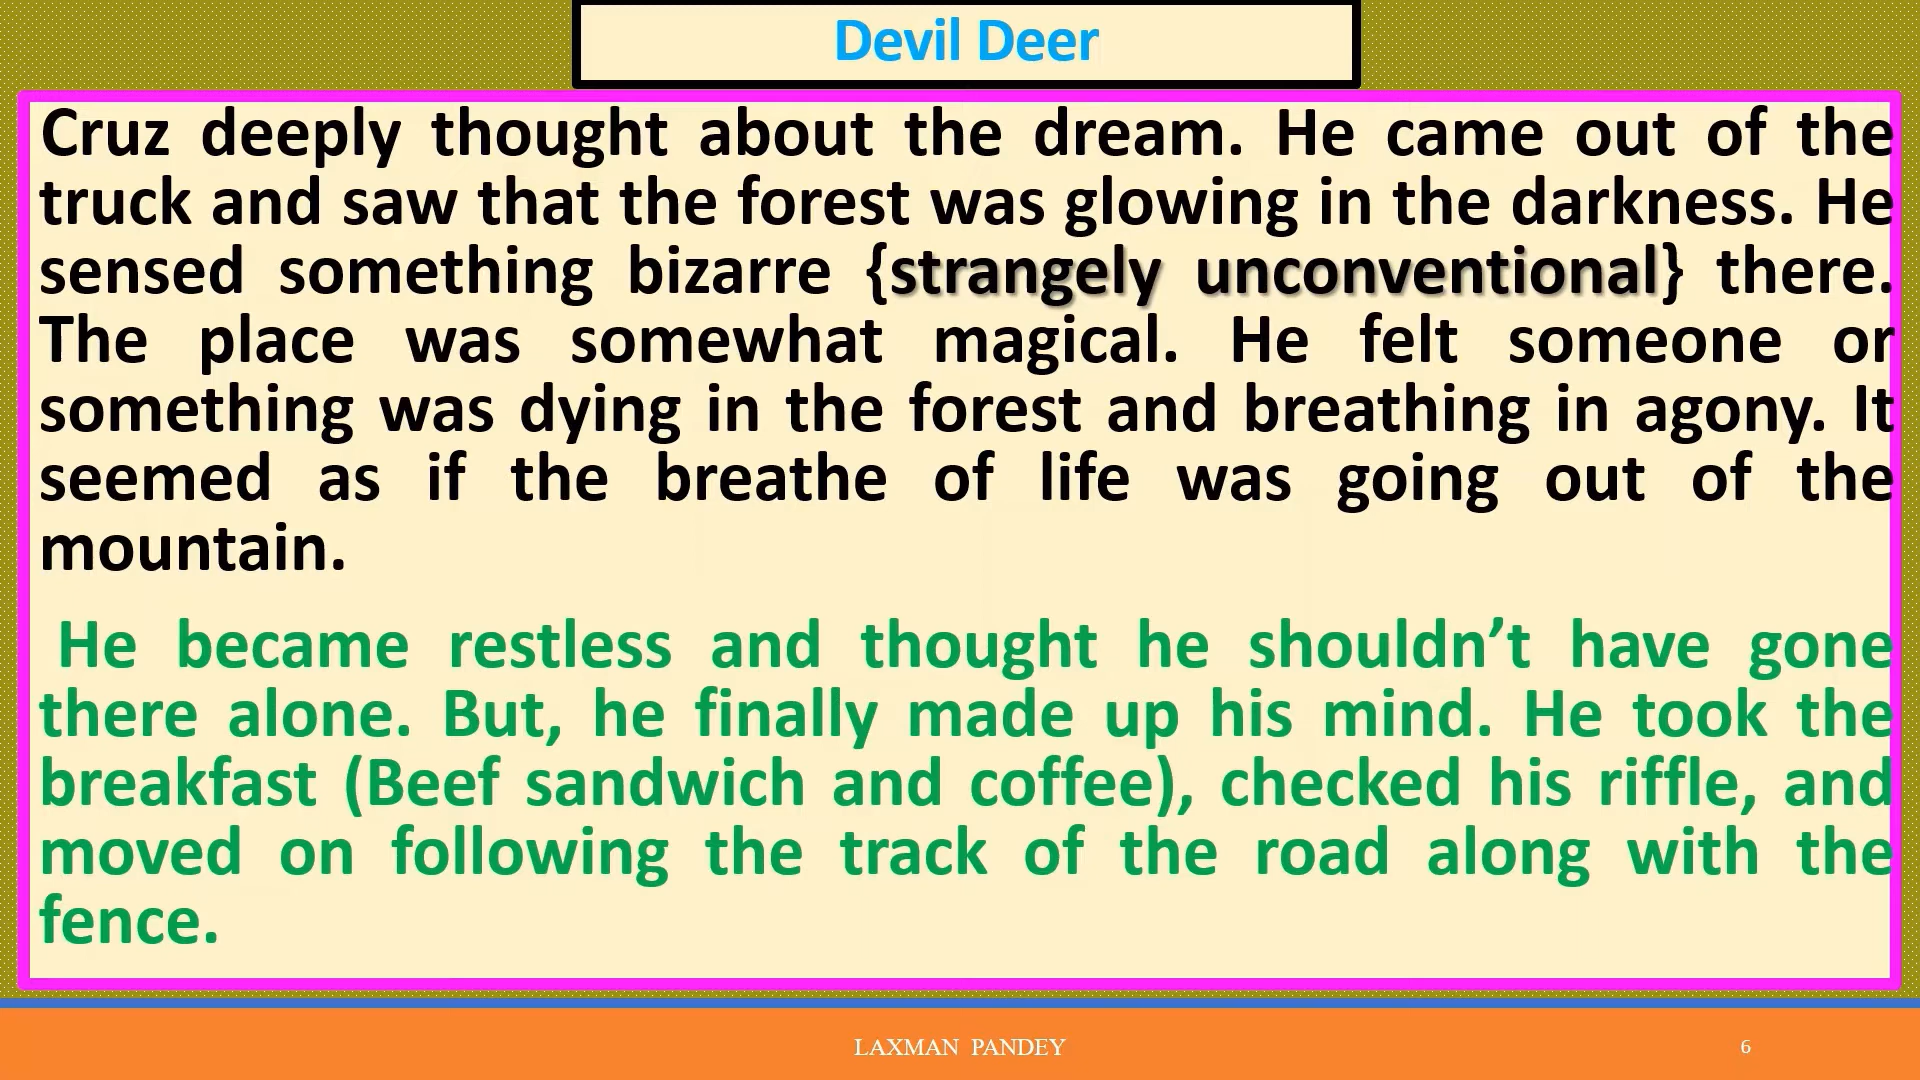 Devil Deer
Cruz deeply thought about the dream. He came out of the
truck and saw that the forest was glowing in the darkness. He
sensed something bizarre {strangely unconventional} there.
The place was somewhat magical. He felt someone or
something was dying in the forest and breathing in agony. It
seemed as if the breathe of life was going out of the
mountain.
He became restless and thought he shouldn’t have gone
there alone. But, he finally made up his mind. He took the
breakfast (Beef sandwich and coffee), checked his riffle, and
moved on following the track of the road along with the
fence.
LAXMAN PANDEY
6